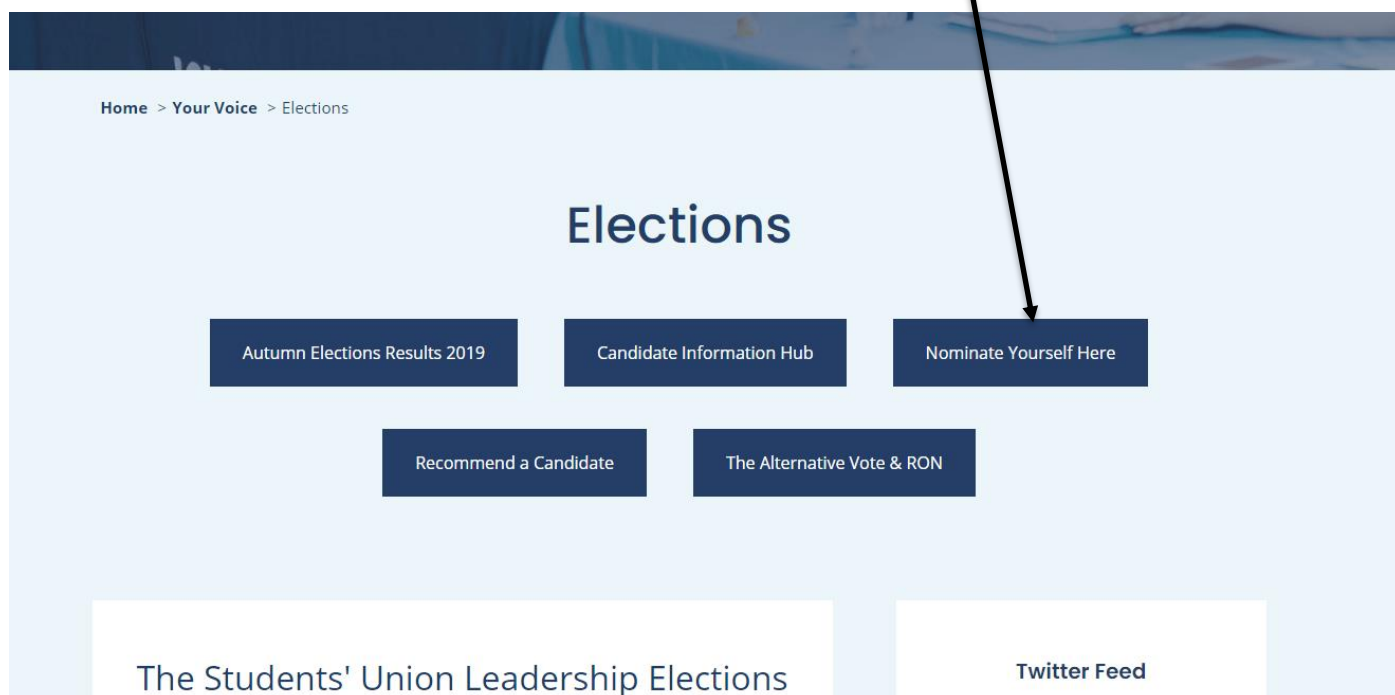 Home > Your Voice > Elections
Elections
Autumn Elections Results 2019
Candidate Information Hub
Nominate Yourself Here
Recommend a Candidate
The Alternative Vote & RON
The Students' Union Leadership Elections
Twitter Feed